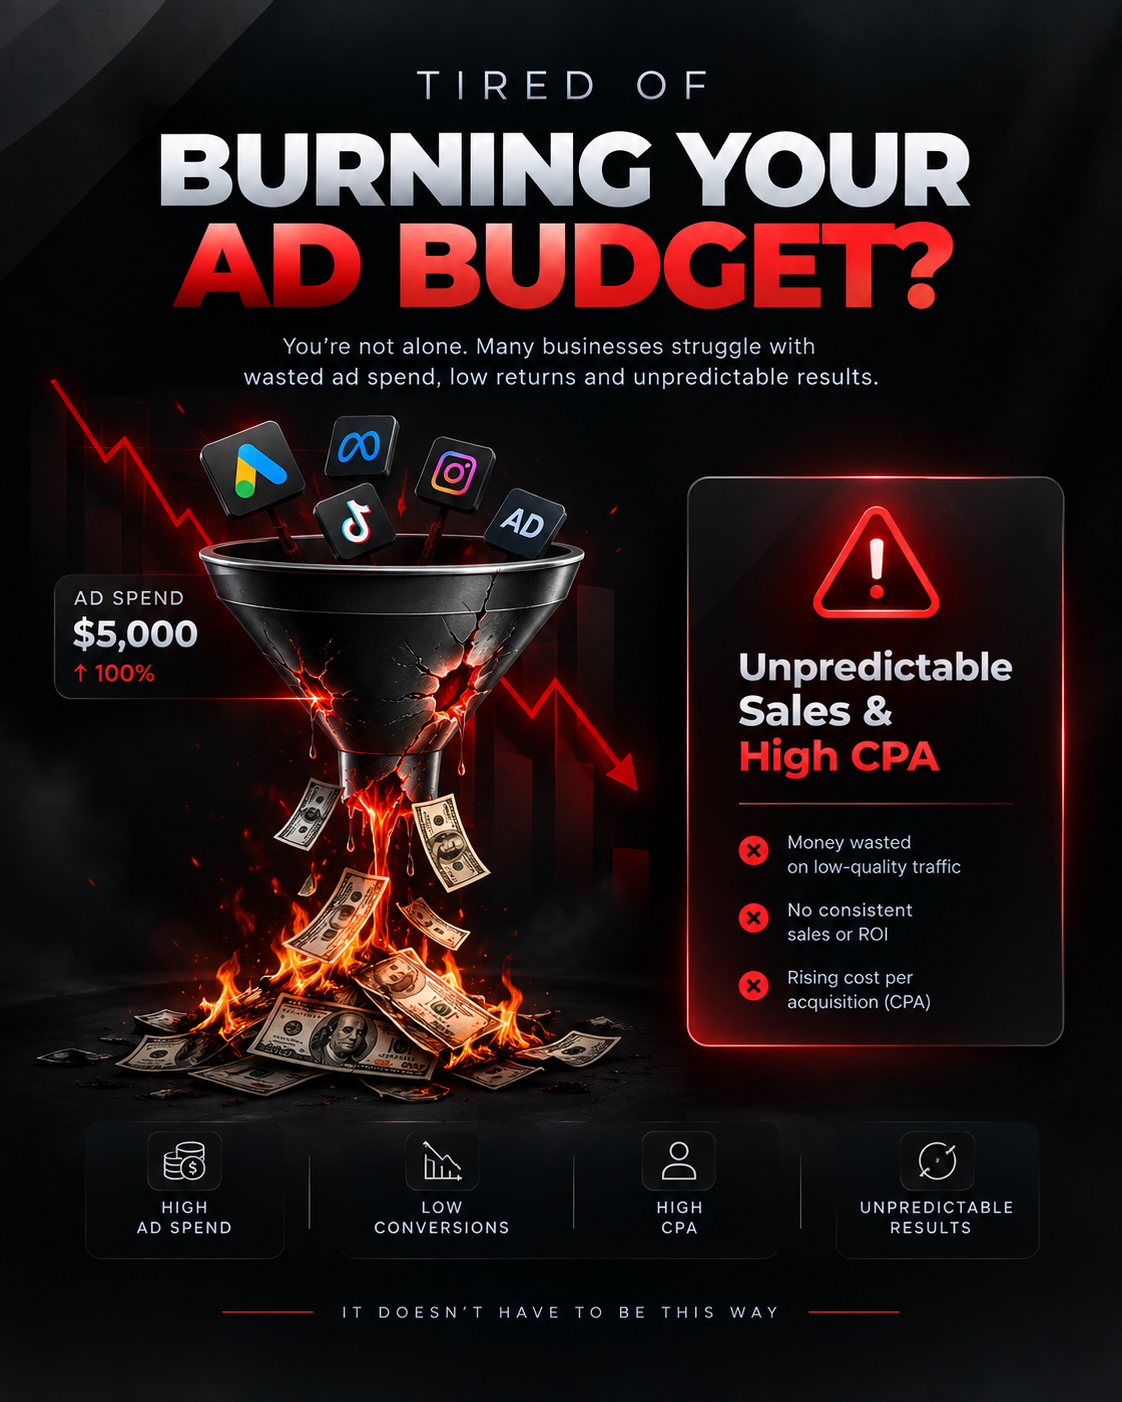 TIRED OF
BURNING YOUR
AD BUDGET?
You're not alone. Many businesses struggle with
wasted ad spend, low returns and unpredictable results.
AD
AD SPEND
$5,000
↑ 100%
Unpredictable
Sales &
High CPA
Money wasted
on low-quality traffic
No consistent
sales or ROI
Rising cost per
acquisition (CPA)
HIGH
AD SPEND
LOW
CONVERSIONS
HIGH
CPA
UNPREDICTABLE
RESULTS
IT DOESN'T HAVE TO BE THIS WAY